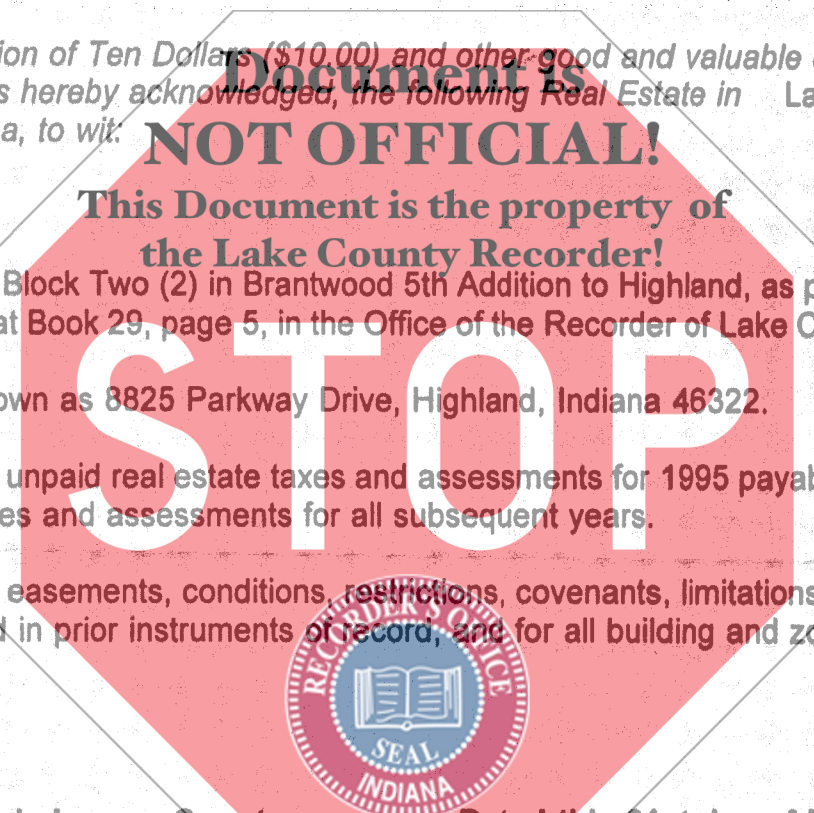 ion of Ten Dollars ($10.00) and other good and valuable
Document is
s hereby acknowledged, the following Real Estate in La
a, to wit:
NOT OFFICIAL!
This Document is the property of
the Lake County Recorder!
Block Two (2) in Brantwood 5th Addition to Highland, as p
at Book 29, page 5, in the Office of the Recorder of Lake C
STOP
own as 8825 Parkway Drive, Highland, Indiana 46322.
unpaid real estate taxes and assessments for 1995 payab
es and assessments for all subsequent years.
easements, conditions, restrictions, covenants, limitations
d in prior instruments of record, and for all building and zo
RECORDER'S OFFICE
SEAL
INDIANA